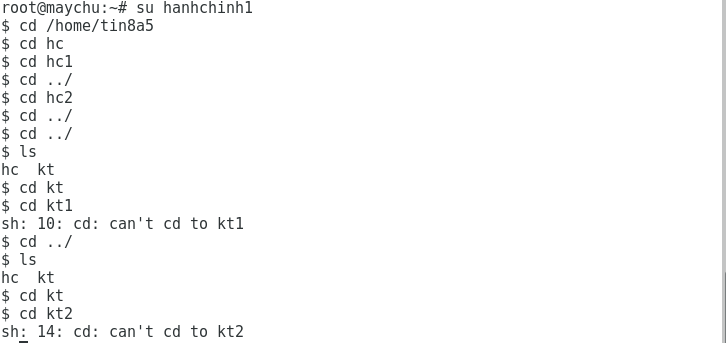 root@maychu:~# su hanhchinh1
$ cd /home/tin8a5
$ cd hc
$ cd hc1
$ cd ../
$ cd hc2
$ cd ../
$ cd ../
$ ls
hc  kt
$ cd kt
$ cd kt1
sh: 10: cd: can't cd to kt1
$ cd ../
$ ls
hc  kt
$ cd kt
$ cd kt2
sh: 14: cd: can't cd to kt2